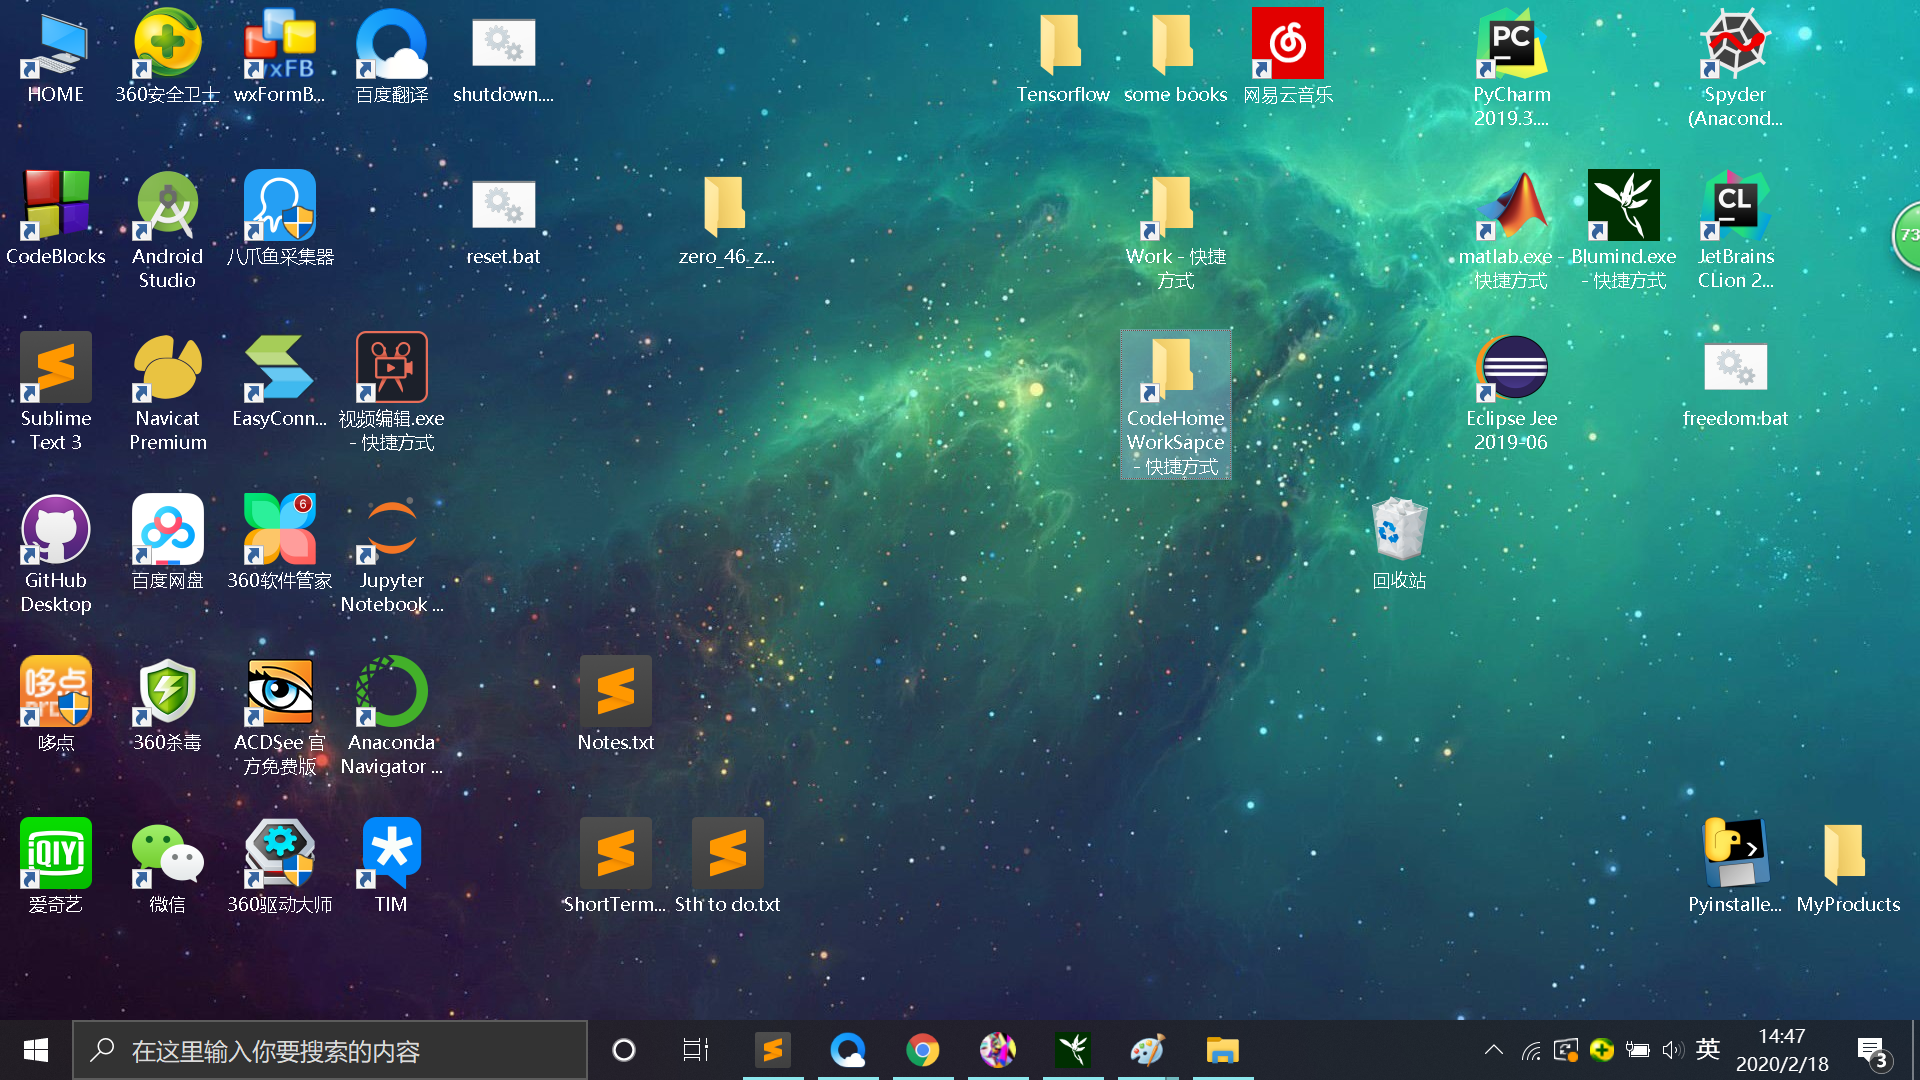 HOME
360安全卫士
wxFB
wxFormB...
百度翻译
shutdown....
Tensorflow
some books
网易云音乐
PC
PyCharm
2019.3....
Spyder
(Anacond...
CodeBlocks
Android
Studio
八爪鱼采集器
reset.bat
zero_46_z...
Work - 快捷
方式
matlab.exe -
快捷方式
Blumind.exe
- 快捷方式
CL
JetBrains
CLion 2...
73
Sublime
Text 3
Navicat
Premium
EasyConn...
视频编辑.exe
- 快捷方式
CodeHome
WorkSapce
- 快捷方式
Eclipse Jee
2019-06
freedom.bat
GitHub
Desktop
百度网盘
6
360软件管家
Jupyter
Notebook ...
回收站
哆点
哆点
360杀毒
ACDSee 官
方免费版
Anaconda
Navigator ...
Notes.txt
iQIYI
爱奇艺
微信
360驱动大师
TIM
ShortTerm...
Sth to do.txt
Pyinstalle...
MyProducts
在这里输入你要搜索的内容
英
14:47
2020/2/18
3